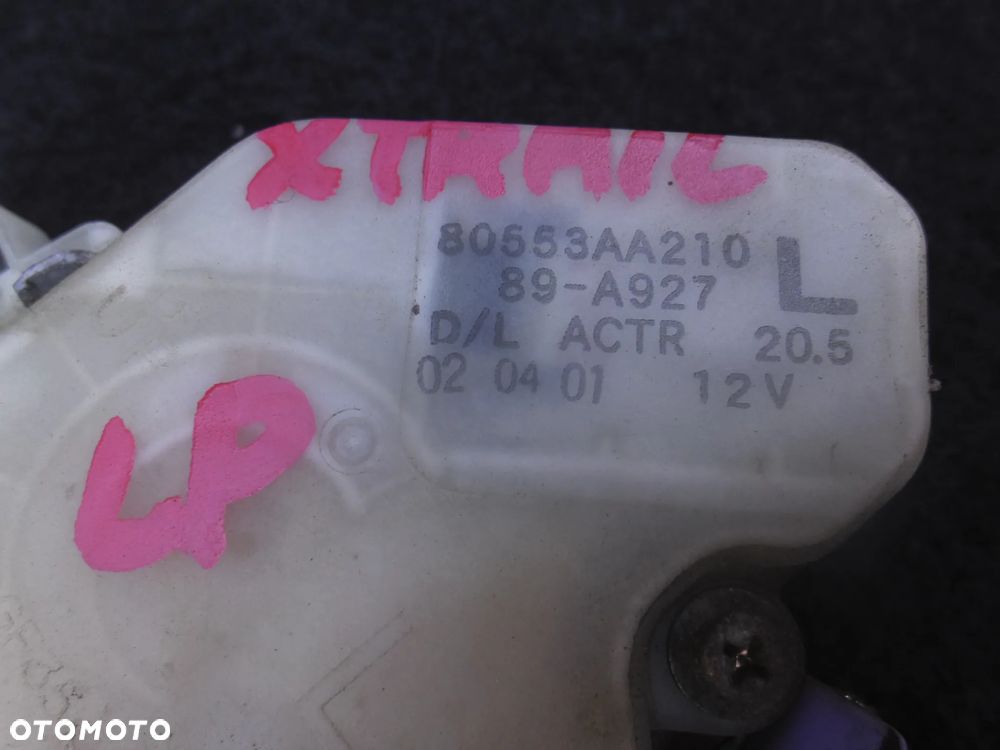 XTRAIL
80553AA210
L
89-A927
D/L ACTR 20.5
02 04 01 12V
LP
OTOMOTO